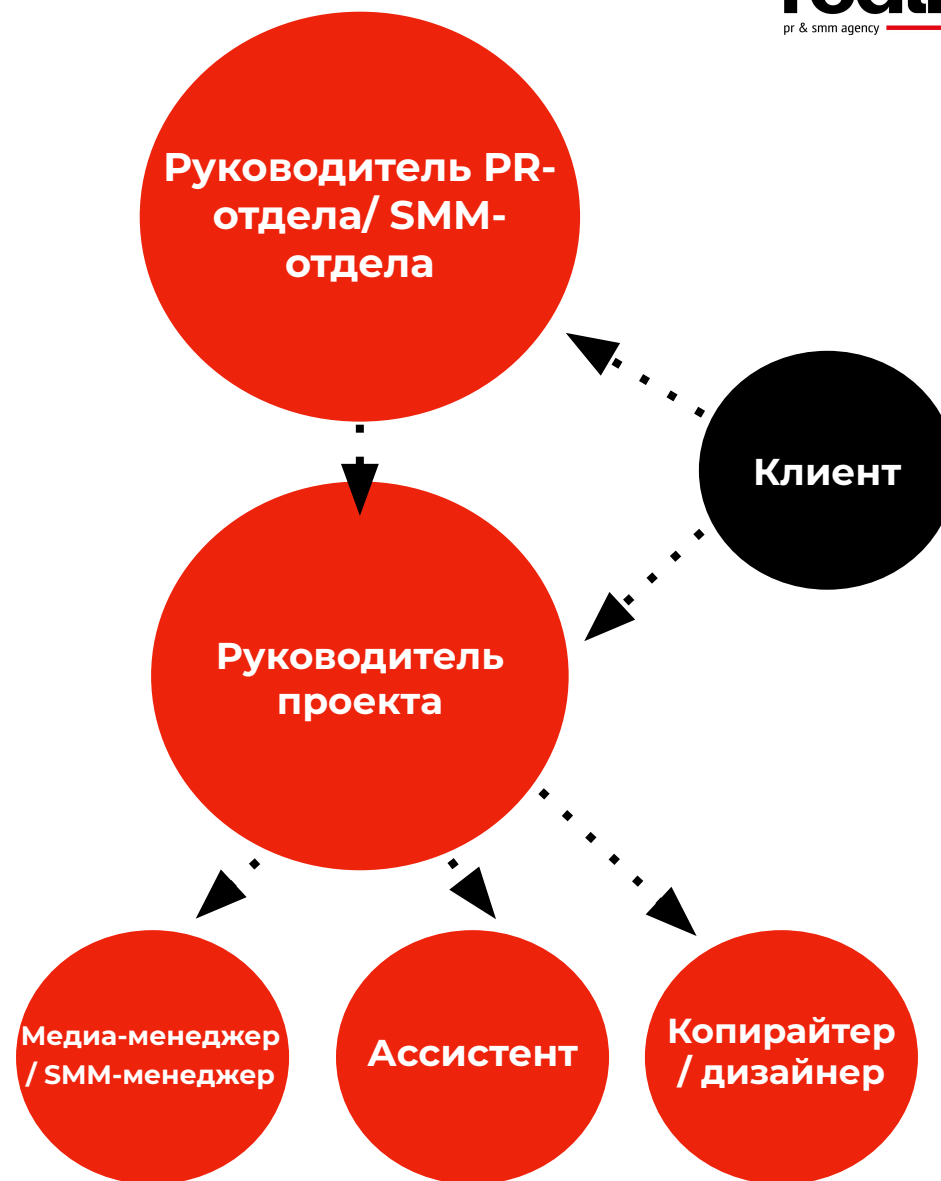 pr & smm agency
Руководитель PR-
отдела/ SMM-
отдела
Клиент
Руководитель
проекта
Медиа-менеджер
/ SMM-менеджер
Ассистент
Копирайтер
/ дизайнер